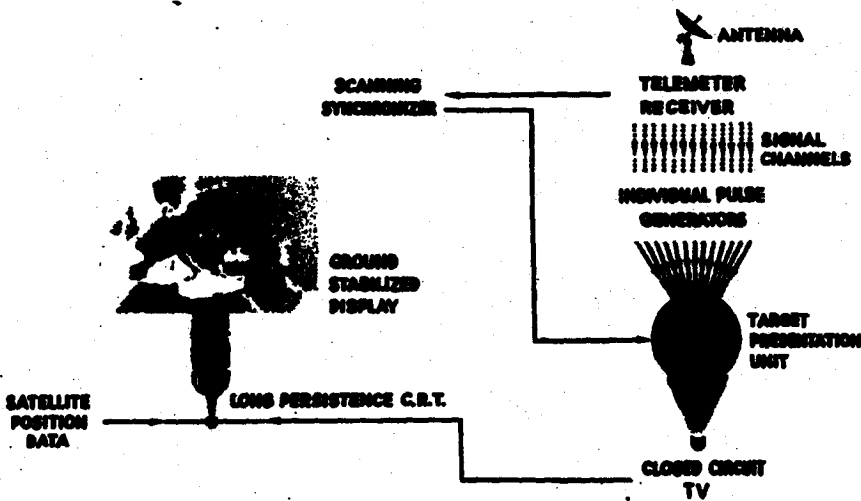 ANTENNA
SCANNING
SYNCHRONIZER
TELEMETER
RECEIVER
SIGNAL
CHANNELS
INDIVIDUAL PULSE
GENERATORS
GROUND
STABILIZED
DISPLAY
TARGET
PRESENTATION
UNIT
SATELLITE
POSITION
DATA
LONG PERSISTENCE C.R.T.
CLOSED CIRCUIT
TV